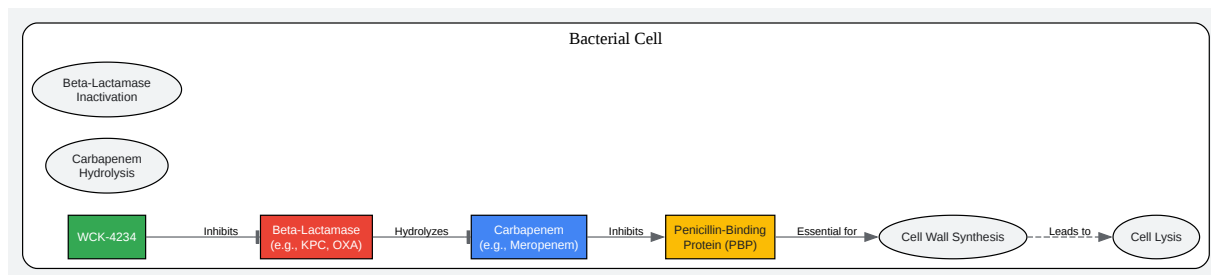 Bacterial Cell
Beta-Lactamase
Inactivation
Carbapenem
Hydrolysis
WCK-4234
Inhibits
Beta-Lactamase
(e.g., KPC, OXA)
Hydrolyzes
Carbapenem
(e.g., Meropenem)
Inhibits
Penicillin-Binding
Protein (PBP)
Essential for
Cell Wall Synthesis
Leads to
Cell Lysis